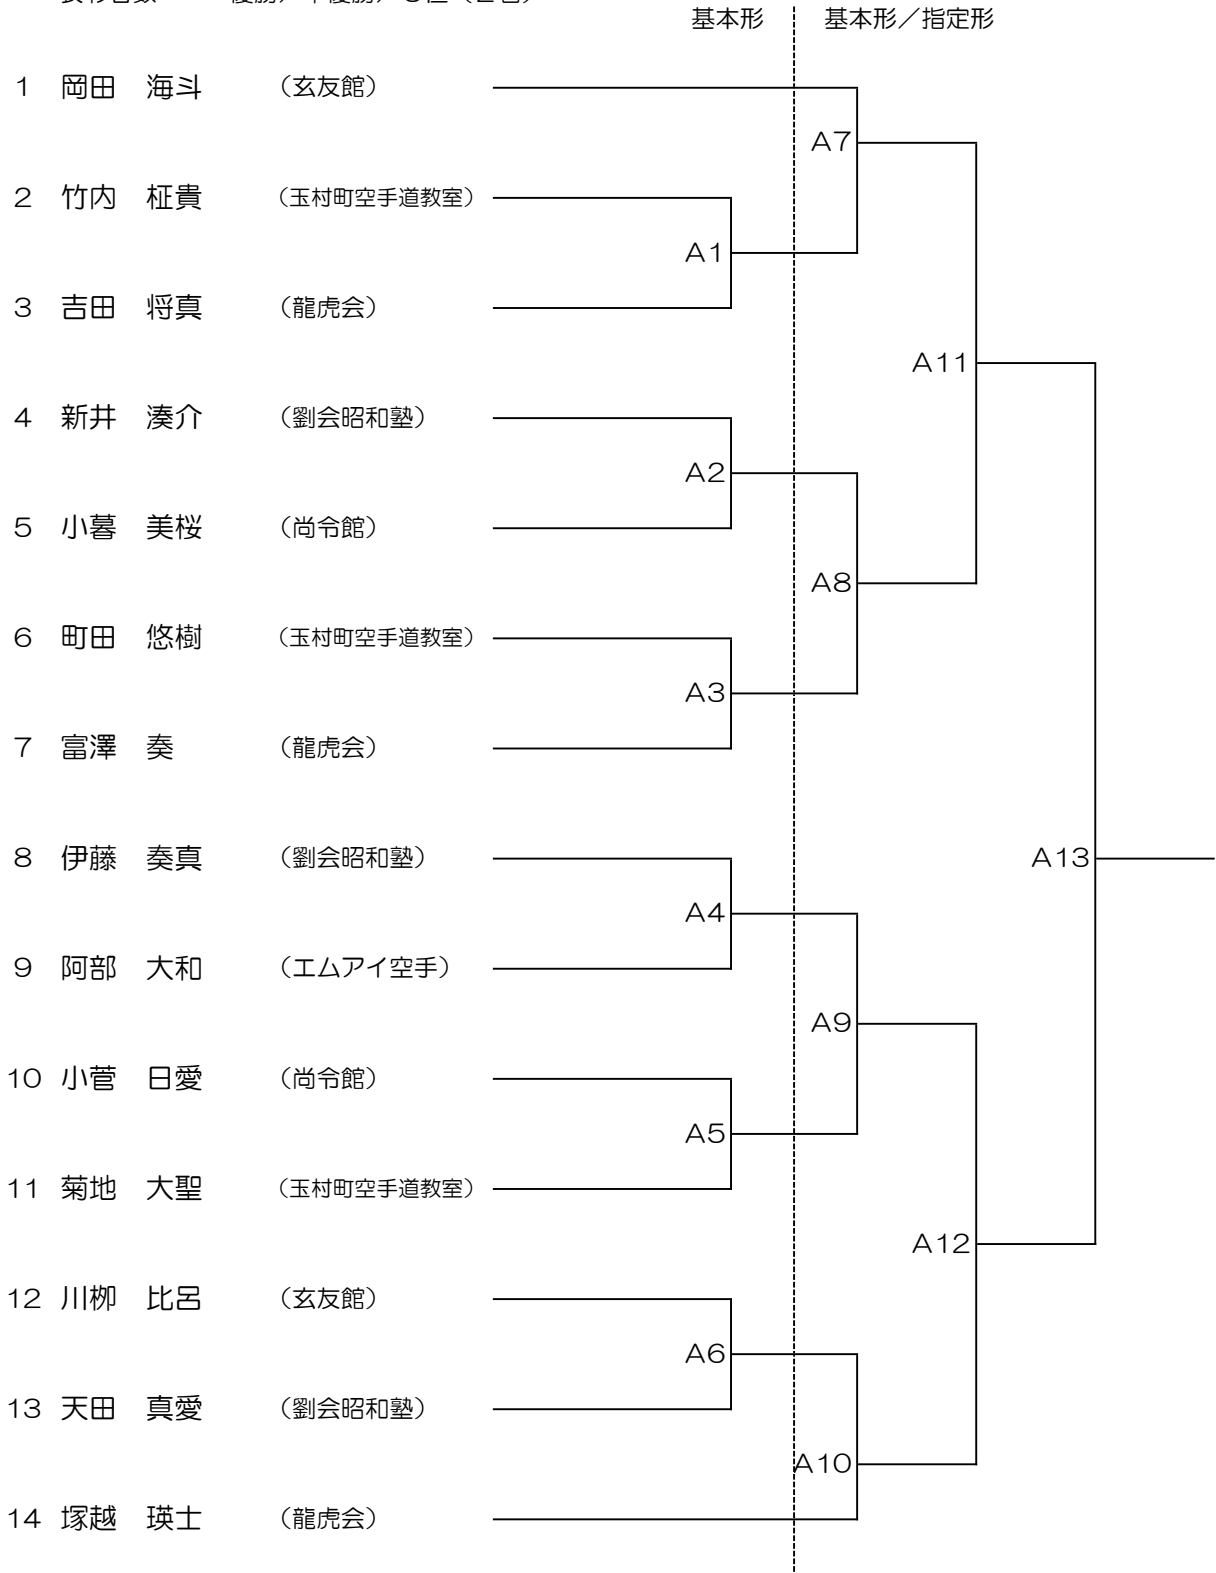 基本形 基本形／指定形
1 岡田 海斗 （玄友館）
A7
2 竹内 柾貴 （玉村町空手道教室）
A1
3 吉田 将真 （龍虎会）
A11
4 新井 湊介 （劉会昭和塾）
A2
5 小暮 美桜 （尚令館）
A8
6 町田 悠樹 （玉村町空手道教室）
A3
7 富澤 奏 （龍虎会）
8 伊藤 奏真 （劉会昭和塾）
A13
A4
9 阿部 大和 （エムアイ空手）
A9
10 小菅 日愛 （尚令館）
A5
11 菊地 大聖 （玉村町空手道教室）
A12
12 川栁 比呂 （玄友館）
A6
13 天田 真愛 （劉会昭和塾）
A10
14 塚越 瑛士 （龍虎会）